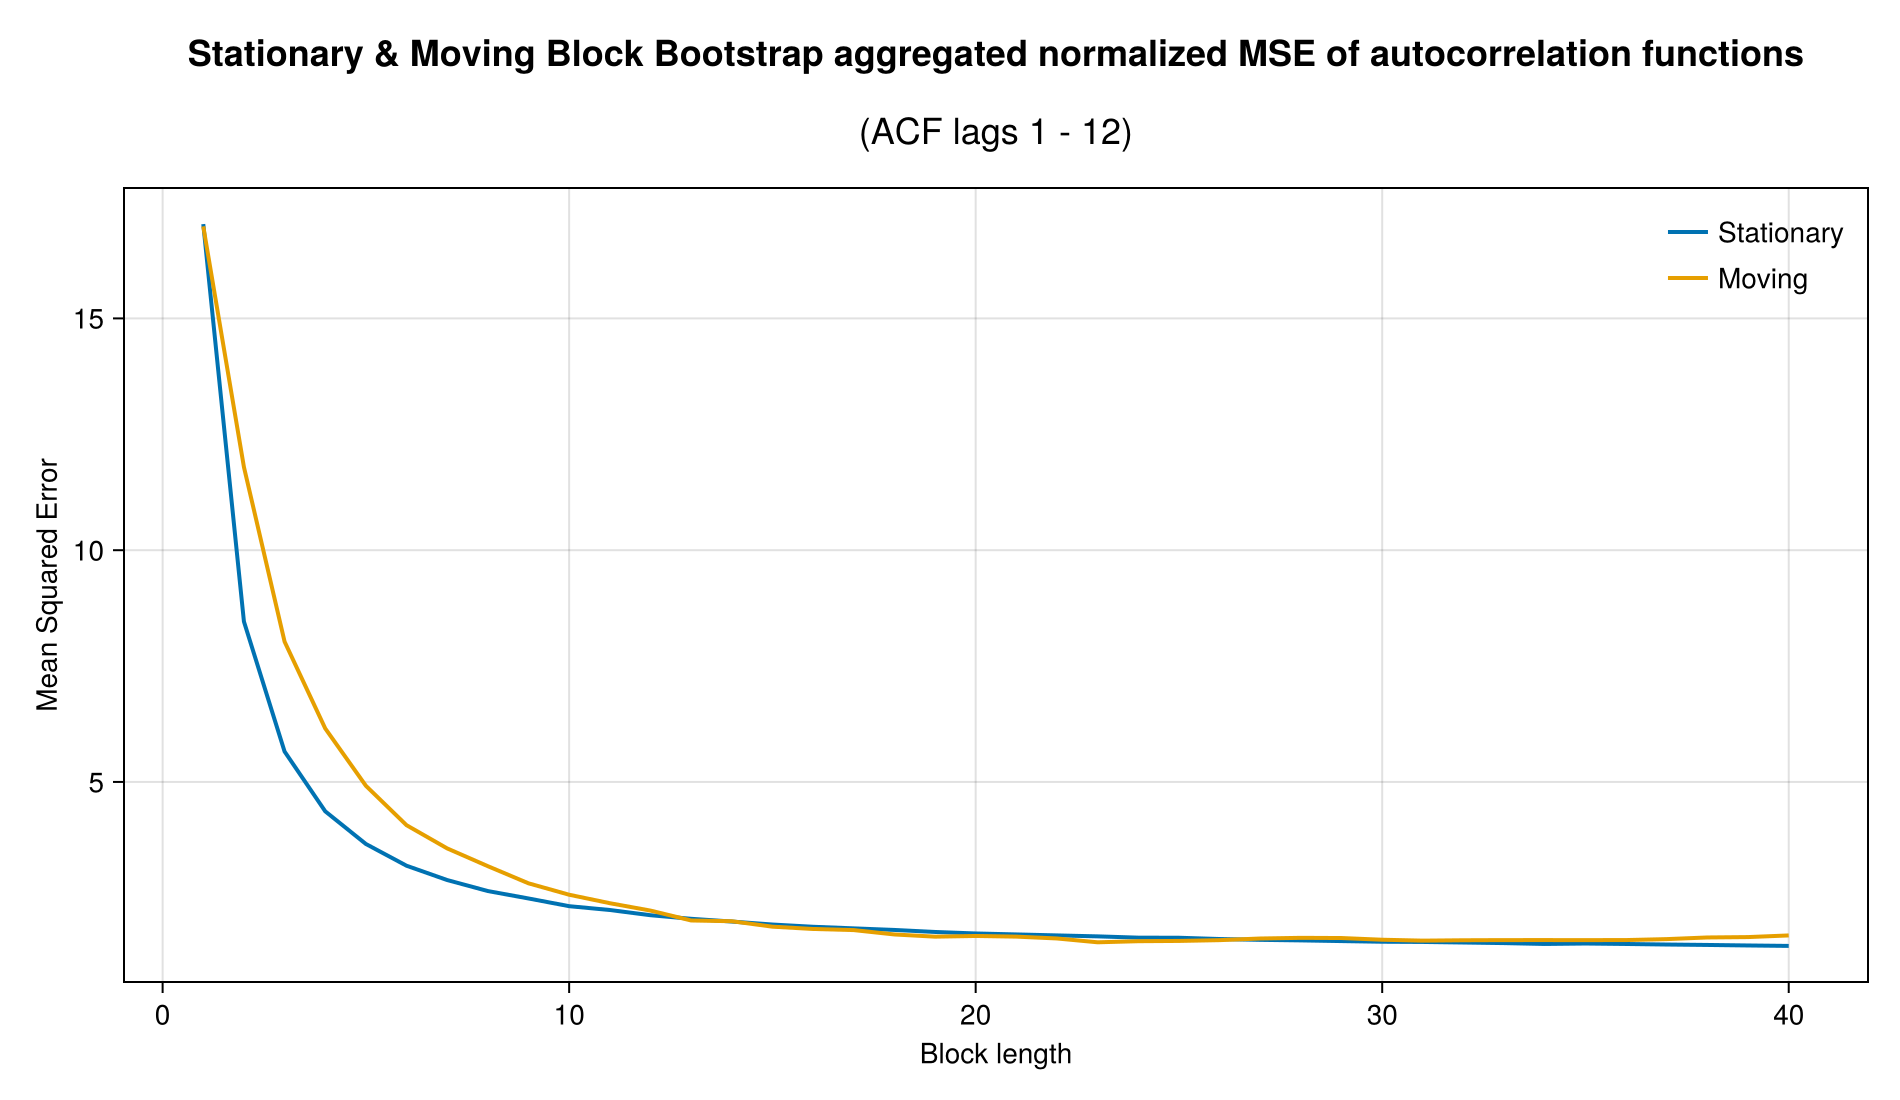 Stationary & Moving Block Bootstrap aggregated normalized MSE of autocorrelation functions
(ACF lags 1 - 12)
Stationary
Moving
15
10
5
Mean Squared Error
0 10 20 30 40
Block length